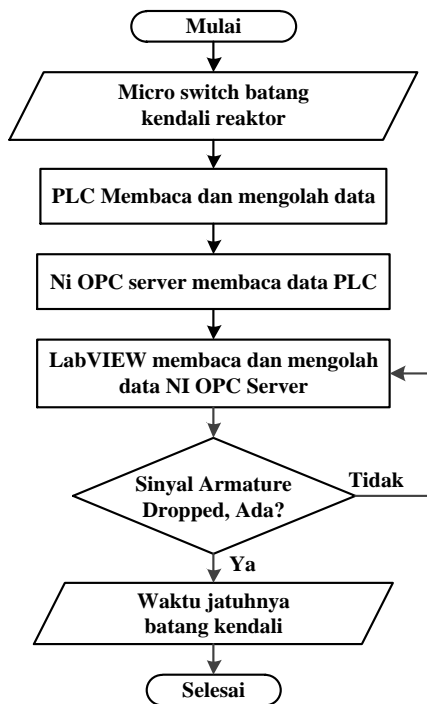 Mulai
Micro switch batang
kendali reaktor
PLC Membaca dan mengolah data
Ni OPC server membaca data PLC
LabVIEW membaca dan mengolah
data NI OPC Server
Sinyal Armature
Dropped, Ada?
Tidak
Ya
Waktu jatuhnya
batang kendali
Selesai